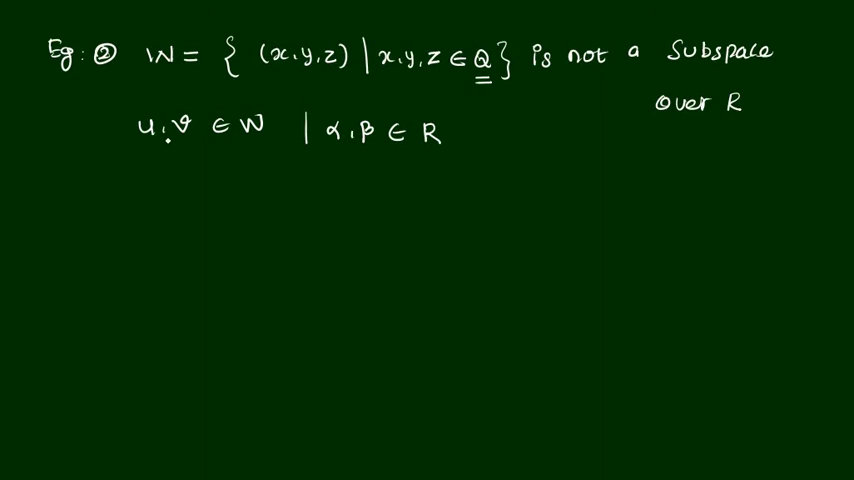 Eg: ② W = { (x, y, z) | x, y, z ∈ Q } is not a Subspace
over R
u, v ∈ W | α, β ∈ R